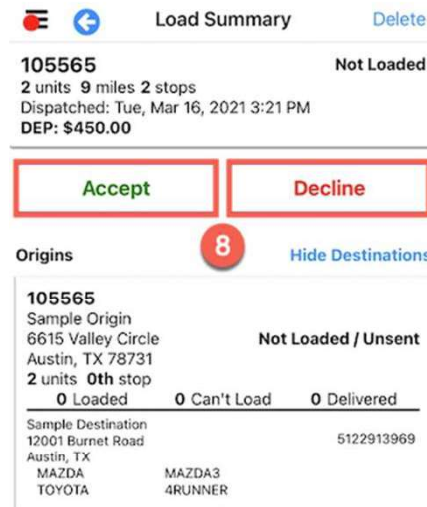 Load Summary Delete
105565 Not Loaded
2 units 9 miles 2 stops
Dispatched: Tue, Mar 16, 2021 3:21 PM
DEP: $450.00
Accept Decline
8
Origins Hide Destinations
105565
Sample Origin
6615 Valley Circle Not Loaded / Unsent
Austin, TX 78731
2 units 0th stop
0 Loaded 0 Can't Load 0 Delivered
Sample Destination
12001 Burnet Road 5122913969
Austin, TX
MAZDA MAZDA3
TOYOTA 4RUNNER